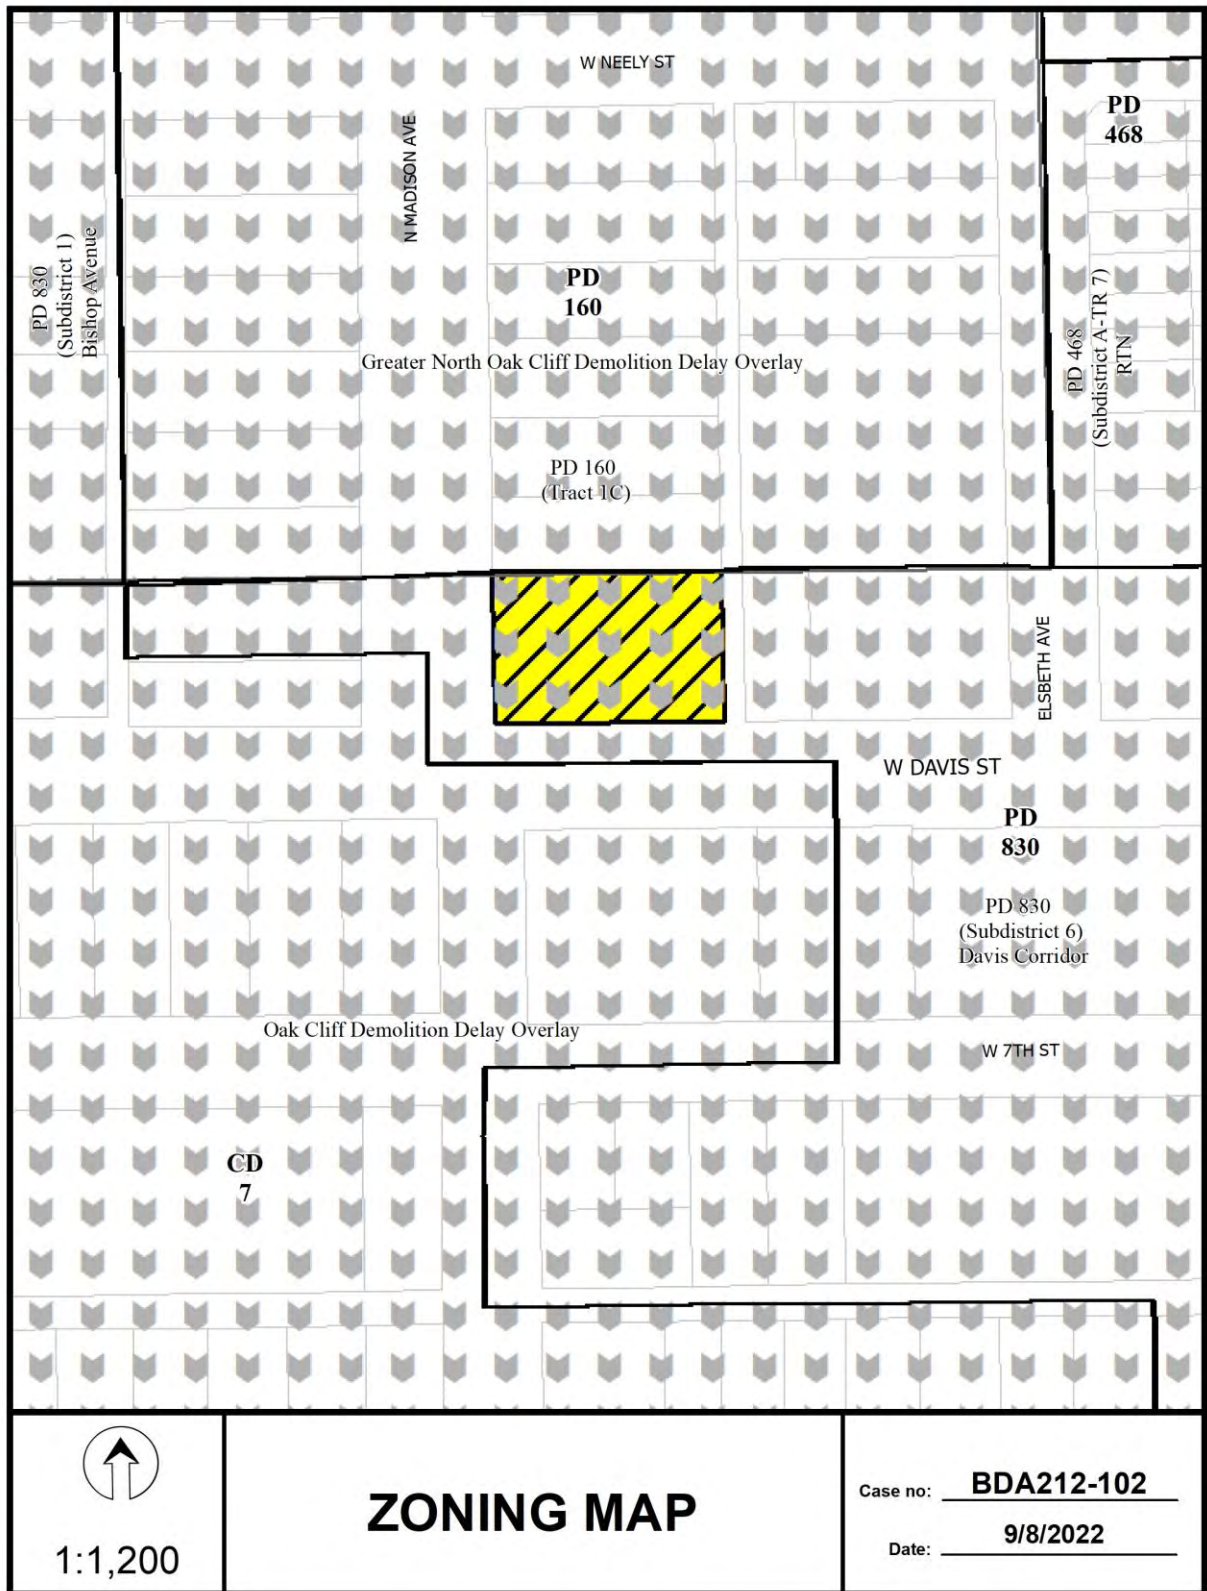 W NEELY ST
PD
468
N MADISON AVE
PD 830
(Subdistrict 1)
Bishop Avenue
PD
160
PD 468
(Subdistrict A-TR 7)
RTN
Greater North Oak Cliff Demolition Delay Overlay
PD 160
(Tract 1C)
ELSBETH AVE
W DAVIS ST
PD
830
PD 830
(Subdistrict 6)
Davis Corridor
Oak Cliff Demolition Delay Overlay
W 7TH ST
CD
7
1:1,200
ZONING MAP
Case no: BDA212-102
Date: 9/8/2022